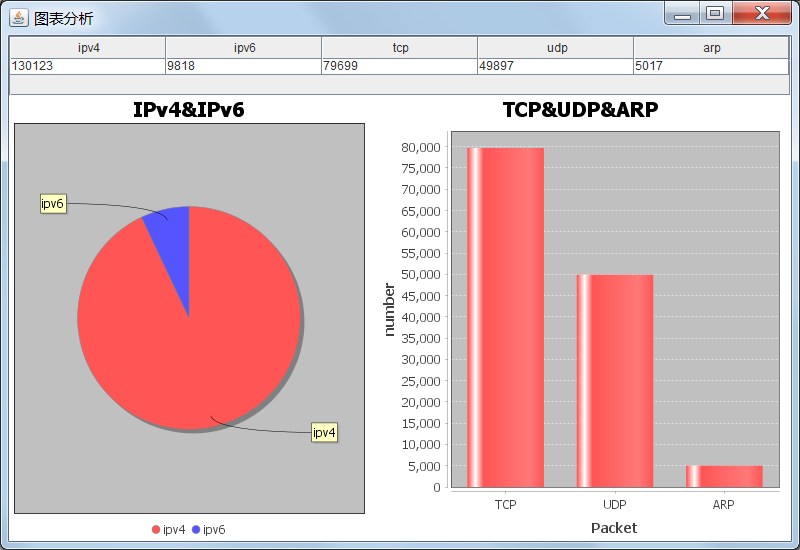 图表分析
ipv4 ipv6 tcp udp arp
130123 9818 79699 49897 5017
IPv4&IPv6
ipv6
ipv4
ipv4 ipv6
TCP&UDP&ARP
number
80,000
75,000
70,000
65,000
60,000
55,000
50,000
45,000
40,000
35,000
30,000
25,000
20,000
15,000
10,000
5,000
0
TCP UDP ARP
Packet